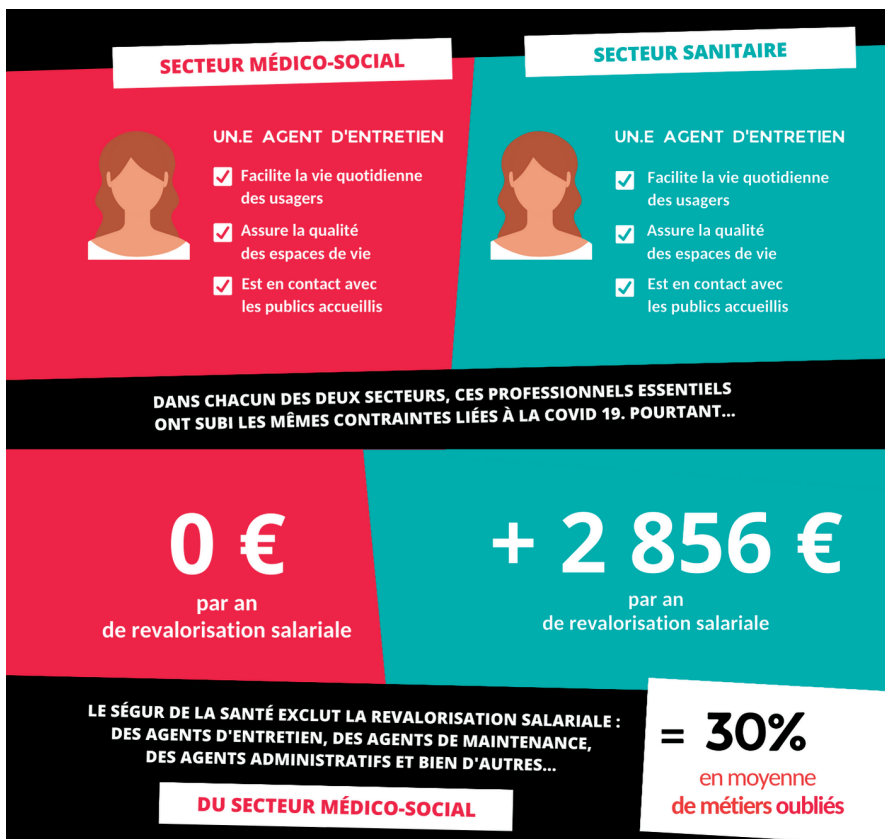 SECTEUR MÉDICO-SOCIAL
UN.E AGENT D'ENTRETIEN
Facilite la vie quotidienne
des usagers
Assure la qualité
des espaces de vie
Est en contact avec
les publics accueillis
SECTEUR SANITAIRE
UN.E AGENT D'ENTRETIEN
Facilite la vie quotidienne
des usagers
Assure la qualité
des espaces de vie
Est en contact avec
les publics accueillis
DANS CHACUN DES DEUX SECTEURS, CES PROFESSIONNELS ESSENTIELS
ONT SUBI LES MÊMES CONTRAINTES LIÉES À LA COVID 19. POURTANT...
0 €
par an
de revalorisation salariale
+ 2 856 €
par an
de revalorisation salariale
LE SÉGUR DE LA SANTÉ EXCLUT LA REVALORISATION SALARIALE :
DES AGENTS D'ENTRETIEN, DES AGENTS DE MAINTENANCE,
DES AGENTS ADMINISTRATIFS ET BIEN D'AUTRES...
DU SECTEUR MÉDICO-SOCIAL
= 30%
en moyenne
de métiers oubliés